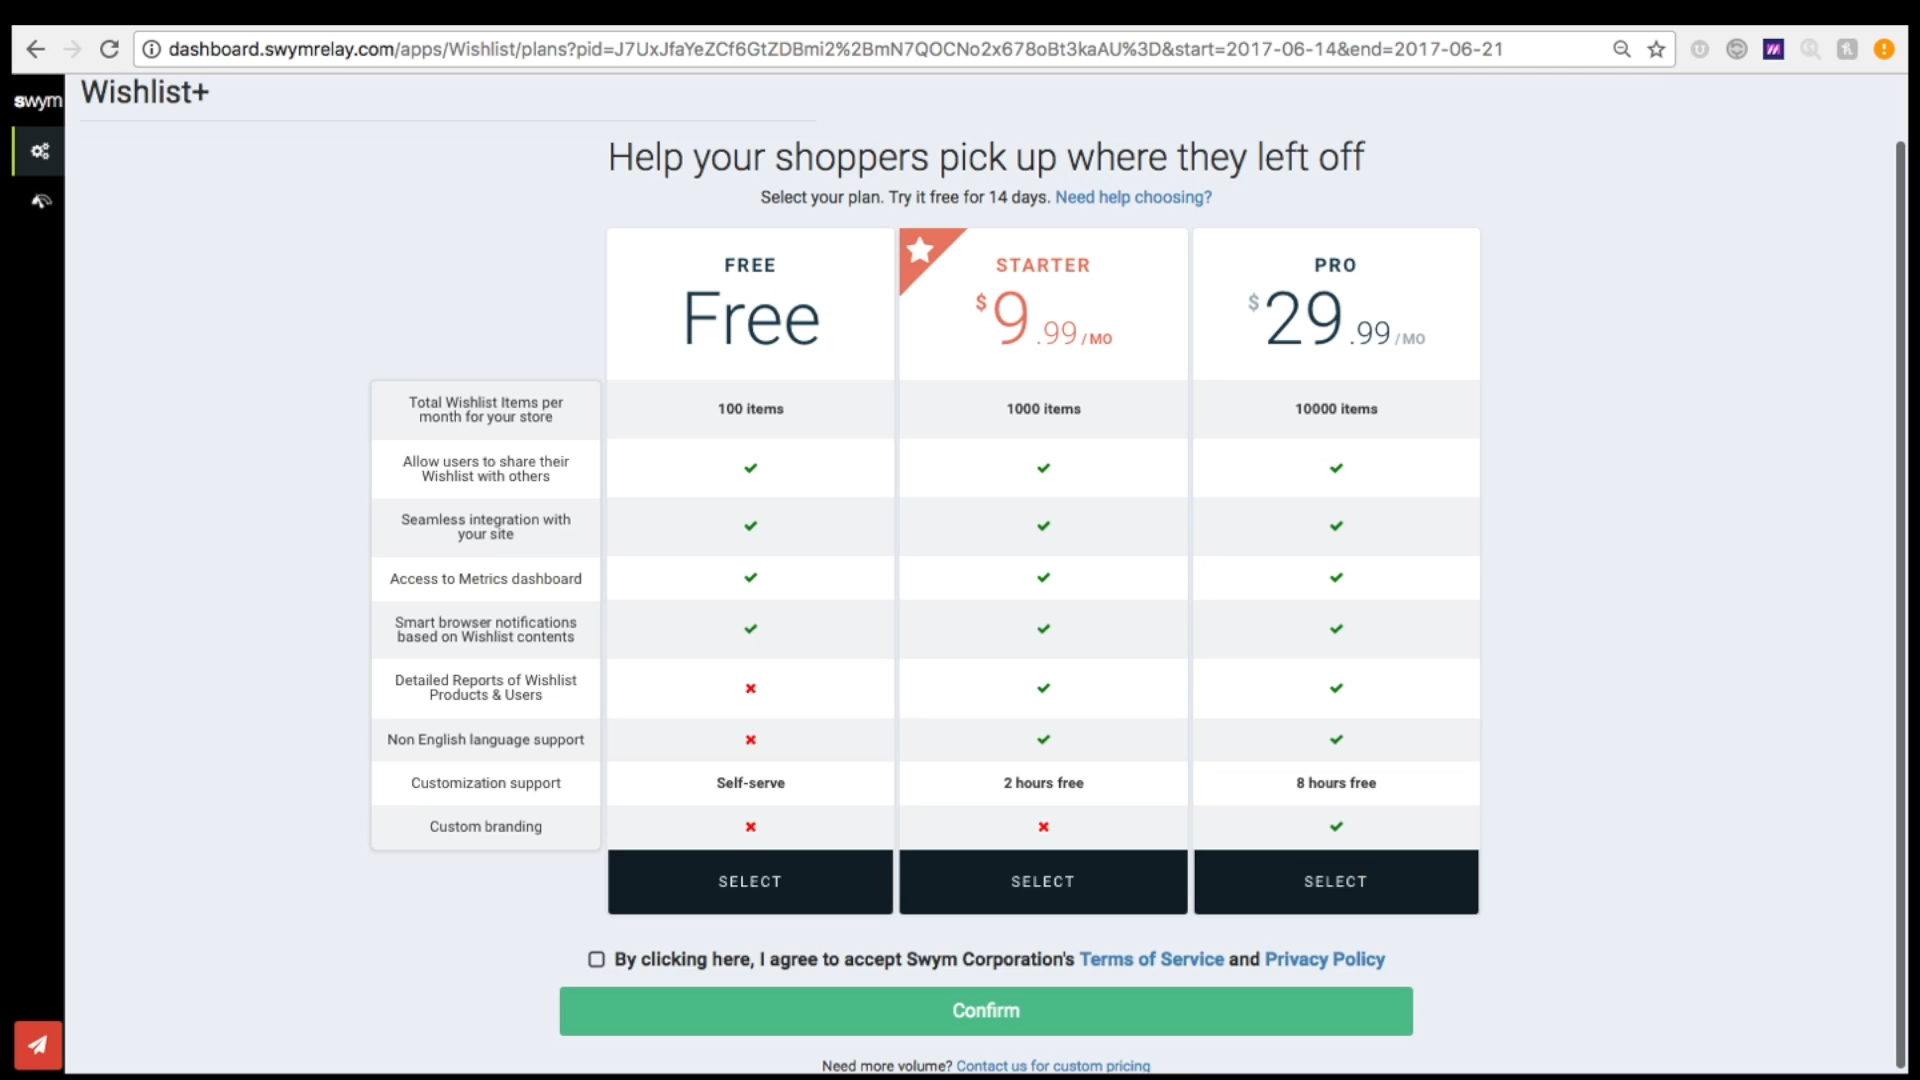 dashboard.swymrelay.com/apps/Wishlist/plans?pid=J7UxJfaYeZCf6GtZDBmi2%2BmN7QOCNo2x678oBt3kaAU%3D&start=2017-06-14&end=2017-06-21
swym
Wishlist+
Help your shoppers pick up where they left off
Select your plan. Try it free for 14 days. Need help choosing?
FREE STARTER PRO
Free $9.99/MO $29.99/MO
Total Wishlist Items per
month for your store
100 items 1000 items 10000 items
Allow users to share their
Wishlist with others
Seamless integration with
your site
Access to Metrics dashboard
Smart browser notifications
based on Wishlist contents
Detailed Reports of Wishlist
Products & Users
Non English language support
Customization support Self-serve 2 hours free 8 hours free
Custom branding
SELECT SELECT SELECT
By clicking here, I agree to accept Swym Corporation's Terms of Service and Privacy Policy
Confirm
Need more volume? Contact us for custom pricing